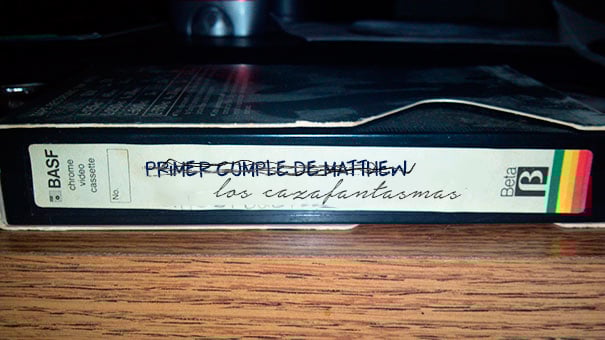 BASF
chrome
video
cassette
No.
PRIMER CUMPLE DE MATTHEW
los cazafantasmas
Beta
β